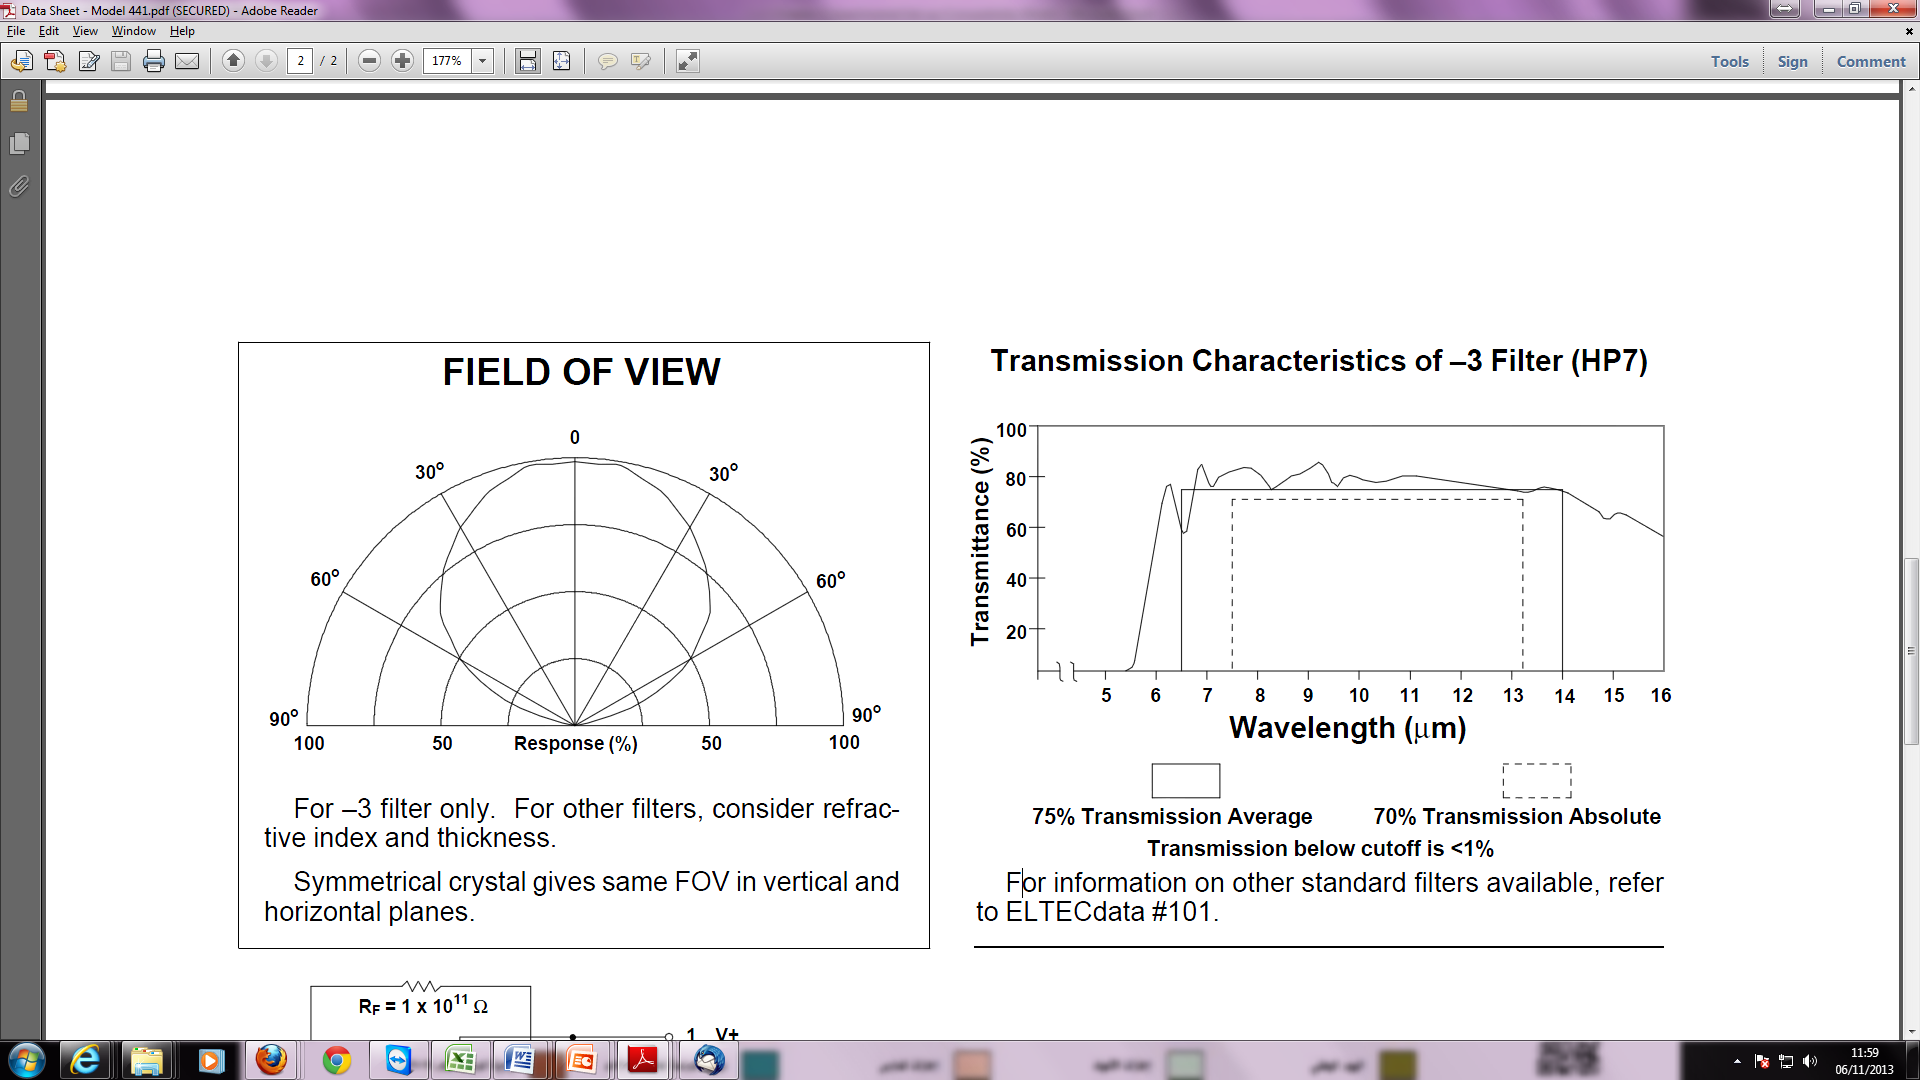 Data Sheet - Model 441.pdf (SECURED) - Adobe Reader
File Edit View Window Help
2 / 2 177% Tools Sign Comment
FIELD OF VIEW
0
30° 30°
60° 60°
90° 90°
100 50 Response (%) 50 100
For –3 filter only. For other filters, consider refrac-
tive index and thickness.
Symmetrical crystal gives same FOV in vertical and
horizontal planes.
R_F = 1 x 10^11 Ω
1 V+
Transmission Characteristics of –3 Filter (HP7)
Transmittance (%)
100
80
60
40
20
5 6 7 8 9 10 11 12 13 14 15 16
Wavelength (μm)
75% Transmission Average 70% Transmission Absolute
Transmission below cutoff is <1%
For information on other standard filters available, refer
to ELTECdata #101.
11:59
06/11/2013